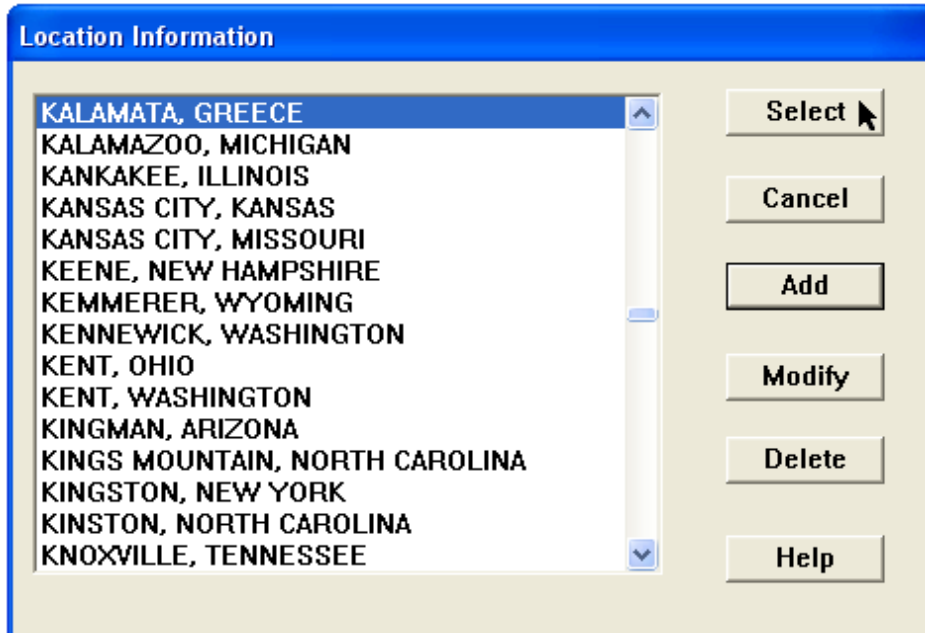 Location Information
KALAMATA, GREECE
KALAMAZOO, MICHIGAN
KANKAKEE, ILLINOIS
KANSAS CITY, KANSAS
KANSAS CITY, MISSOURI
KEENE, NEW HAMPSHIRE
KEMMERER, WYOMING
KENNEWICK, WASHINGTON
KENT, OHIO
KENT, WASHINGTON
KINGMAN, ARIZONA
KINGS MOUNTAIN, NORTH CAROLINA
KINGSTON, NEW YORK
KINSTON, NORTH CAROLINA
KNOXVILLE, TENNESSEE
Select
Cancel
Add
Modify
Delete
Help